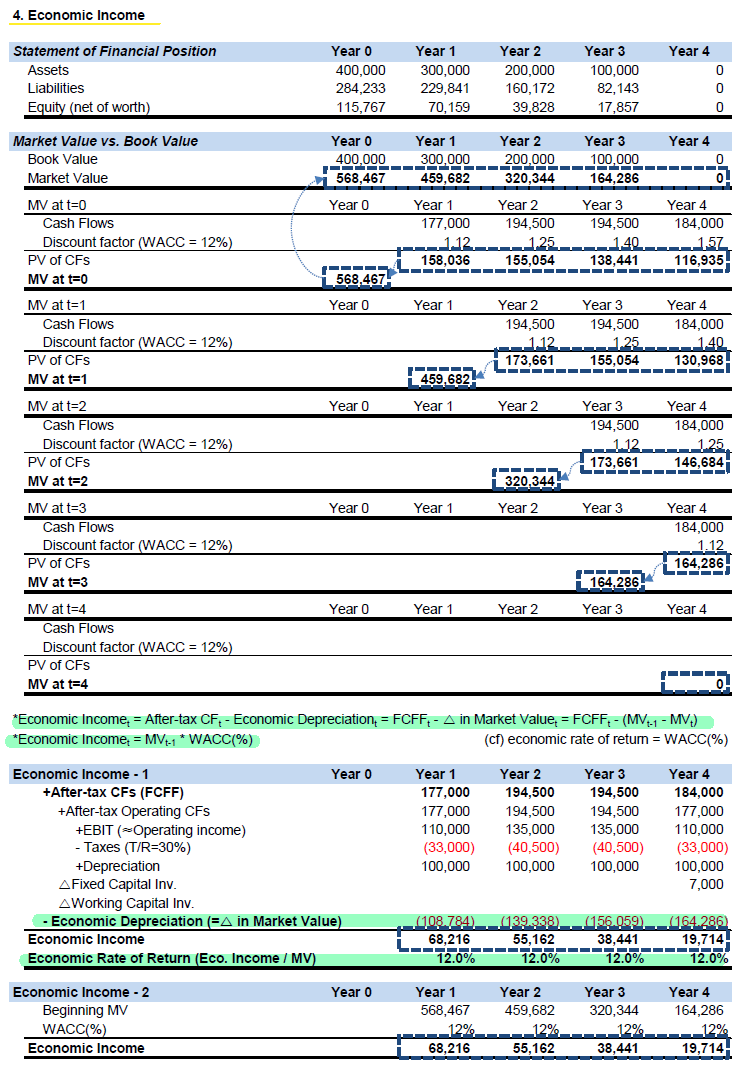 4. Economic Income
Statement of Financial Position Year 0 Year 1 Year 2 Year 3 Year 4
Assets 400,000 300,000 200,000 100,000 0
Liabilities 284,233 229,841 160,172 82,143 0
Equity (net of worth) 115,767 70,159 39,828 17,857 0
Market Value vs. Book Value Year 0 Year 1 Year 2 Year 3 Year 4
Book Value 400,000 300,000 200,000 100,000 0
Market Value 568,467 459,682 320,344 164,286 0
MV at t=0 Year 0 Year 1 Year 2 Year 3 Year 4
Cash Flows 177,000 194,500 194,500 184,000
Discount factor (WACC = 12%) 1.12 1.25 1.40 1.57
PV of CFs 158,036 155,054 138,441 116,935
MV at t=0 568,467
MV at t=1 Year 0 Year 1 Year 2 Year 3 Year 4
Cash Flows 194,500 194,500 184,000
Discount factor (WACC = 12%) 1.12 1.25 1.40
PV of CFs 173,661 155,054 130,968
MV at t=1 459,682
MV at t=2 Year 0 Year 1 Year 2 Year 3 Year 4
Cash Flows 194,500 184,000
Discount factor (WACC = 12%) 1.12 1.25
PV of CFs 173,661 146,684
MV at t=2 320,344
MV at t=3 Year 0 Year 1 Year 2 Year 3 Year 4
Cash Flows 184,000
Discount factor (WACC = 12%) 1.12
PV of CFs 164,286
MV at t=3 164,286
MV at t=4 Year 0 Year 1 Year 2 Year 3 Year 4
Cash Flows
Discount factor (WACC = 12%)
PV of CFs
MV at t=4 0
*Economic Incomeₜ = After-tax CFₜ - Economic Depreciationₜ = FCFFₜ - △ in Market Valueₜ = FCFFₜ - (MVₜ₋₁ - MVₜ)
*Economic Incomeₜ = MVₜ₋₁ * WACC(%) (cf) economic rate of return = WACC(%)
Economic Income - 1 Year 0 Year 1 Year 2 Year 3 Year 4
+After-tax CFs (FCFF) 177,000 194,500 194,500 184,000
+After-tax Operating CFs 177,000 194,500 194,500 177,000
+EBIT (≈Operating income) 110,000 135,000 135,000 110,000
- Taxes (T/R=30%) (33,000) (40,500) (40,500) (33,000)
+Depreciation 100,000 100,000 100,000 100,000
△Fixed Capital Inv. 7,000
△Working Capital Inv.
- Economic Depreciation (=△ in Market Value) (108,784) (139,338) (156,059) (164,286)
Economic Income 68,216 55,162 38,441 19,714
Economic Rate of Return (Eco. Income / MV) 12.0% 12.0% 12.0% 12.0%
Economic Income - 2 Year 0 Year 1 Year 2 Year 3 Year 4
Beginning MV 568,467 459,682 320,344 164,286
WACC(%) 12% 12% 12% 12%
Economic Income 68,216 55,162 38,441 19,714